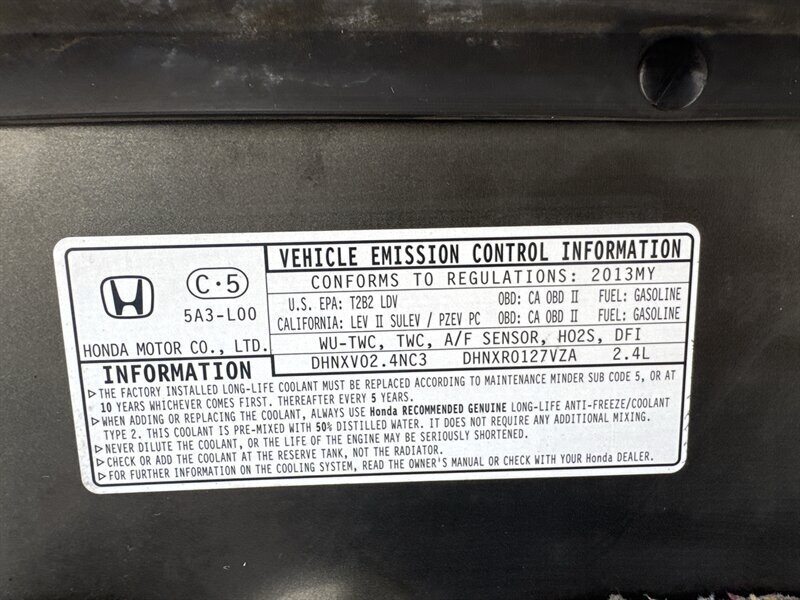 VEHICLE EMISSION CONTROL INFORMATION
C·5
5A3-L00
HONDA MOTOR CO., LTD.
CONFORMS TO REGULATIONS: 2013MY
U.S. EPA: T2B2 LDV OBD: CA OBD II FUEL: GASOLINE
CALIFORNIA: LEV II SULEV / PZEV PC OBD: CA OBD II FUEL: GASOLINE
WU-TWC, TWC, A/F SENSOR, HO2S, DFI
DHNXV02.4NC3 DHNXR0127VZA 2.4L
INFORMATION
▷THE FACTORY INSTALLED LONG-LIFE COOLANT MUST BE REPLACED ACCORDING TO MAINTENANCE MINDER SUB CODE 5, OR AT
10 YEARS WHICHEVER COMES FIRST. THEREAFTER EVERY 5 YEARS.
▷WHEN ADDING OR REPLACING THE COOLANT, ALWAYS USE Honda RECOMMENDED GENUINE LONG-LIFE ANTI-FREEZE/COOLANT
TYPE 2. THIS COOLANT IS PRE-MIXED WITH 50% DISTILLED WATER. IT DOES NOT REQUIRE ANY ADDITIONAL MIXING.
▷NEVER DILUTE THE COOLANT, OR THE LIFE OF THE ENGINE MAY BE SERIOUSLY SHORTENED.
▷CHECK OR ADD THE COOLANT AT THE RESERVE TANK, NOT THE RADIATOR.
▷FOR FURTHER INFORMATION ON THE COOLING SYSTEM, READ THE OWNER'S MANUAL OR CHECK WITH YOUR Honda DEALER.